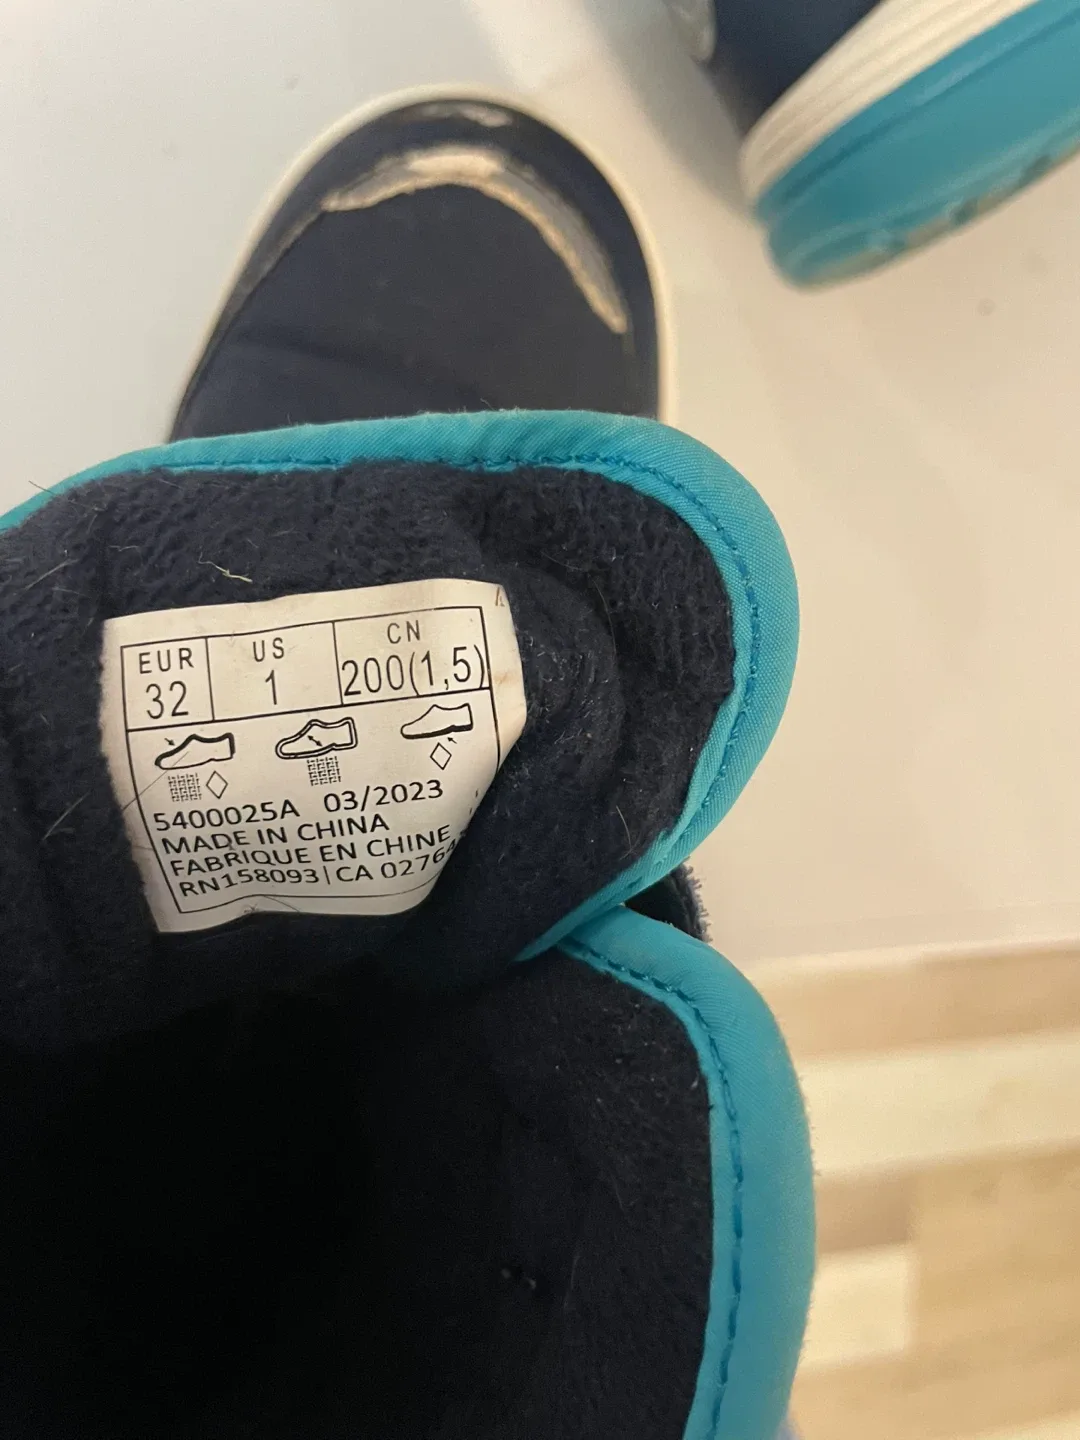 EUR US CN
32 1 200(1,5)
5400025A 03/2023
MADE IN CHINA
FABRIQUE EN CHINE
RN158093|CA